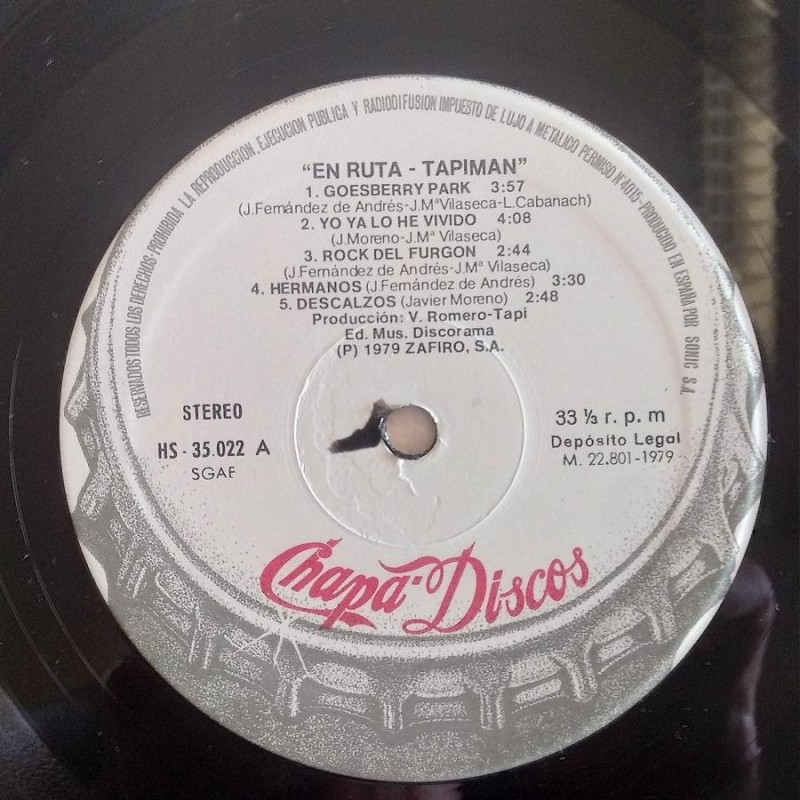 RESERVADOS TODOS LOS DERECHOS-PROHIBIDA LA REPRODUCCION, EJECUCION PUBLICA Y RADIODIFUSION IMPUESTO DE LUJO A METALICO PERMISO Nº 4015-PRODUCIDO EN ESPAÑA POR SONIC S.A.
"EN RUTA - TAPIMAN"
1. GOESBERRY PARK 3:57
(J.Fernández de Andrés-J.MªVilaseca-L.Cabanach)
2. YO YA LO HE VIVIDO 4:08
(J.Moreno-J.Mª Vilaseca)
3. ROCK DEL FURGON 2:44
(J.Fernández de Andrés-J.Mª Vilaseca)
4. HERMANOS (J.Fernández de Andrés) 3:30
5. DESCALZOS (Javier Moreno) 2:48
Producción: V. Romero-Tapi
Ed. Mus. Discorama
(P) 1979 ZAFIRO, S.A.
STEREO
HS - 35.022 A
SGAE
33 ⅓ r. p. m
Depósito Legal
M. 22.801-1979
Chapa-Discos